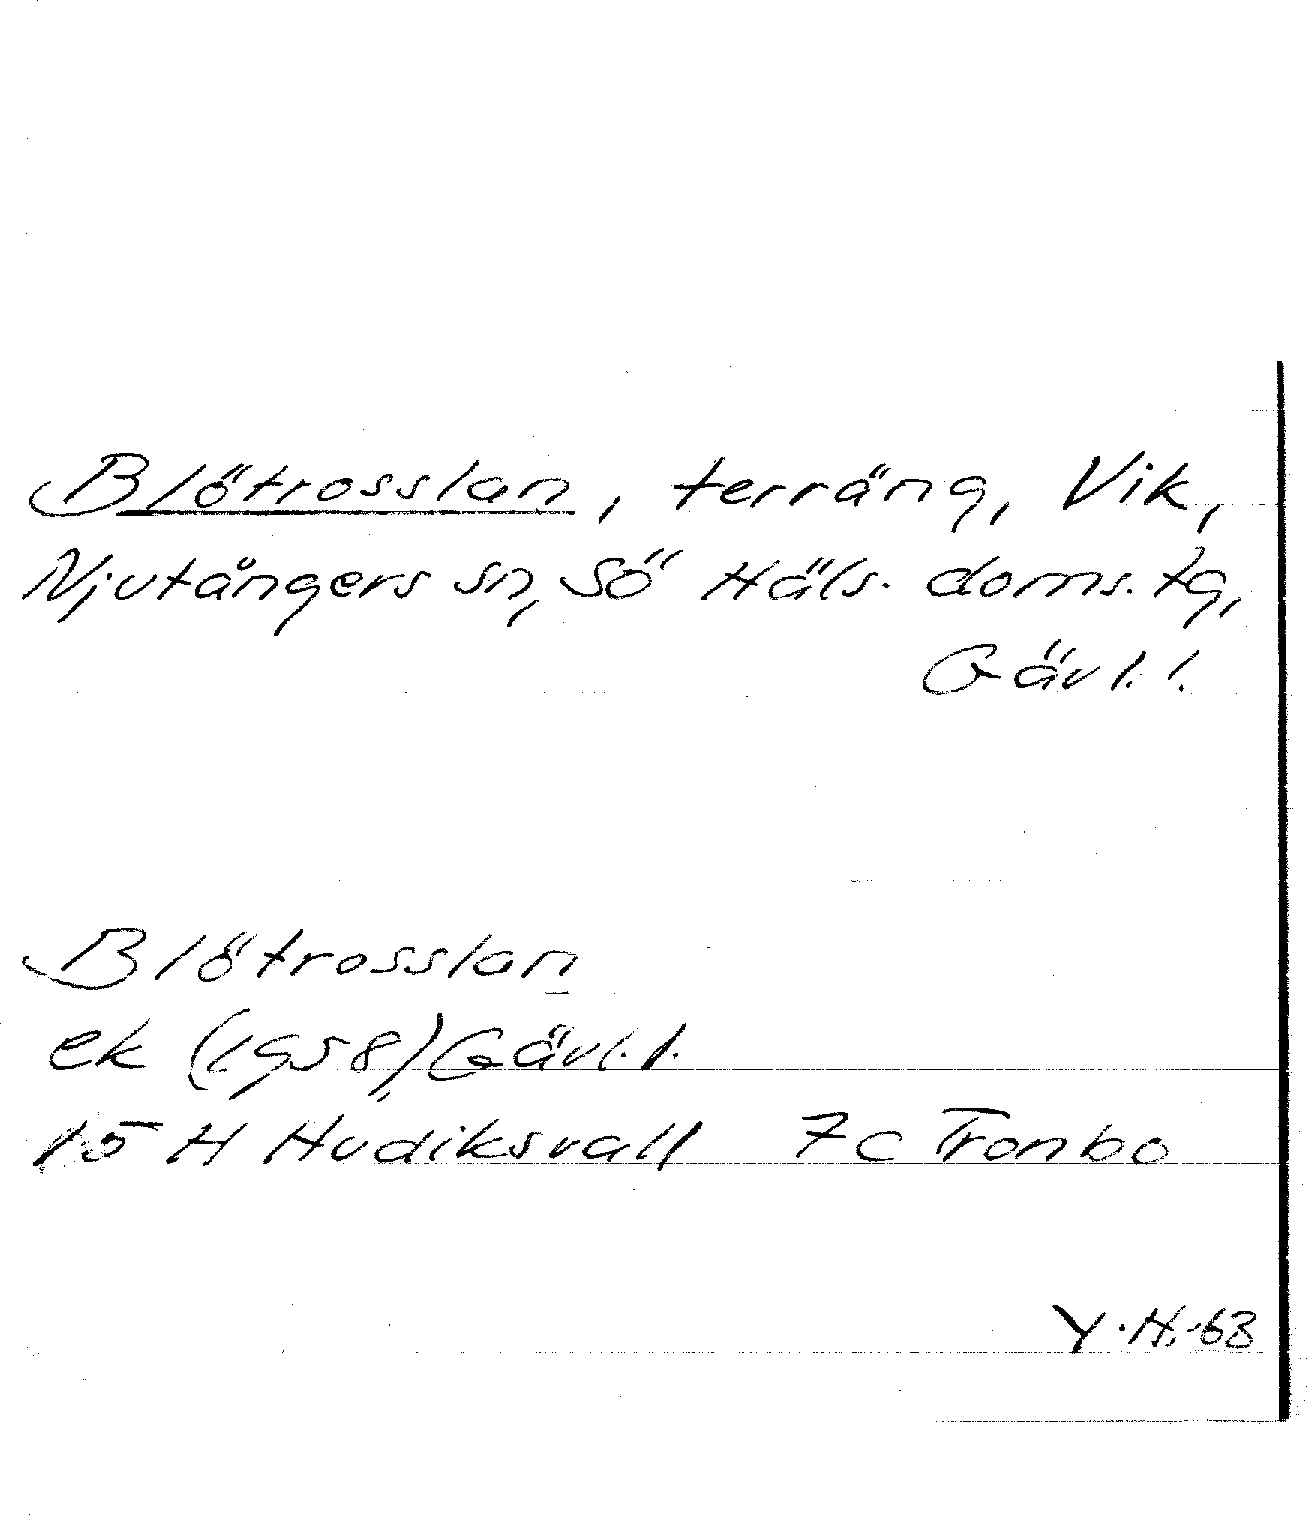 Blötrosslan, terräng, Vik,
Njutångers sn, Sö Häls. doms. tg,
Gävl. l.
Blötrosslan
ek (1958) Gävl. l.
15 H Hudiksvall 7c Tronbo
Y. H. -63